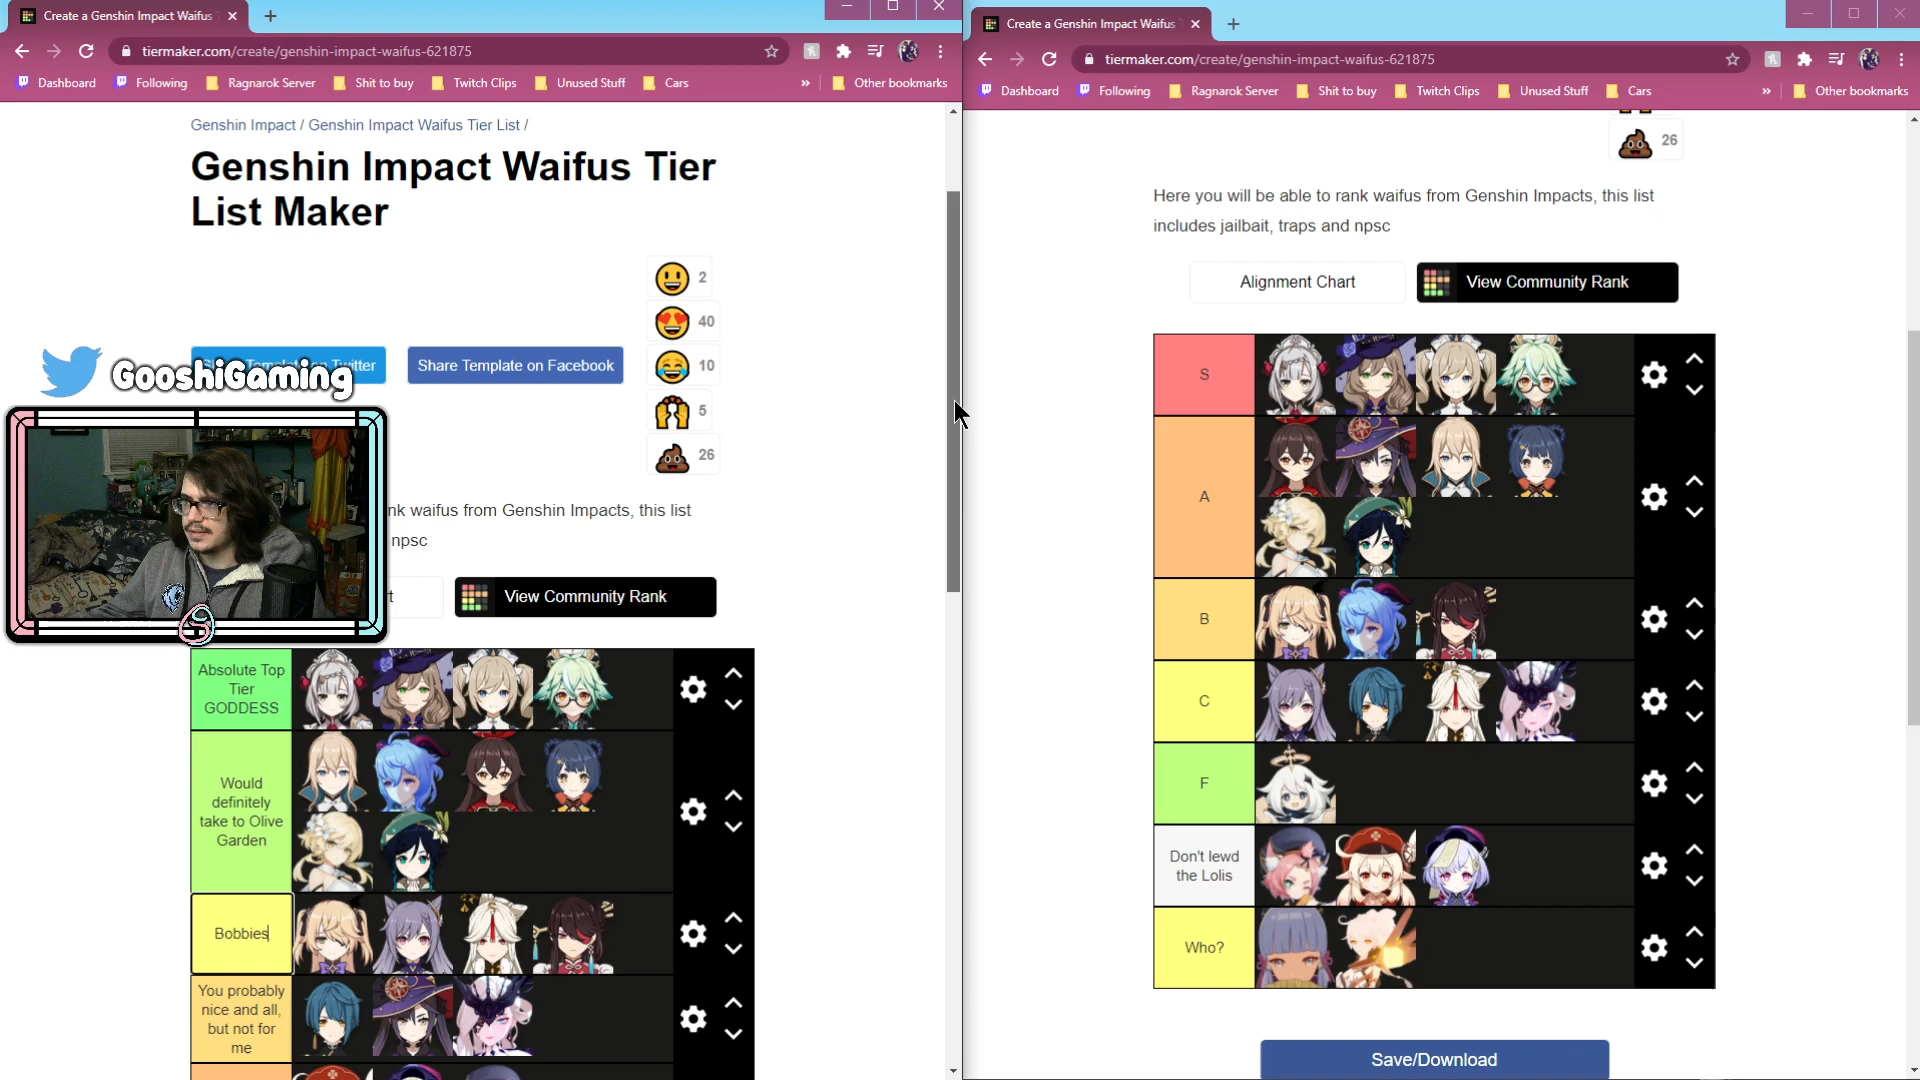 Create a Genshin Impact Waifus
tiermaker.com/create/genshin-impact-waifus-621875
Dashboard Following Ragnarok Server Shit to buy Twitch Clips Unused Stuff Cars » Other bookmarks
Genshin Impact / Genshin Impact Waifus Tier List /
Genshin Impact Waifus Tier
List Maker
2
40
10
5
26
Twitter
Share Template on Facebook
GooshiGaming
nk waifus from Genshin Impacts, this list
npsc
View Community Rank
Absolute Top
Tier
GODDESS
Would
definitely
take to Olive
Garden
Bobbies
You probably
nice and all,
but not for
me
Create a Genshin Impact Waifus
tiermaker.com/create/genshin-impact-waifus-621875
Dashboard Following Ragnarok Server Shit to buy Twitch Clips Unused Stuff Cars » Other bookmarks
26
Here you will be able to rank waifus from Genshin Impacts, this list
includes jailbait, traps and npsc
Alignment Chart
View Community Rank
S
A
B
C
F
Don't lewd
the Lolis
Who?
Save/Download